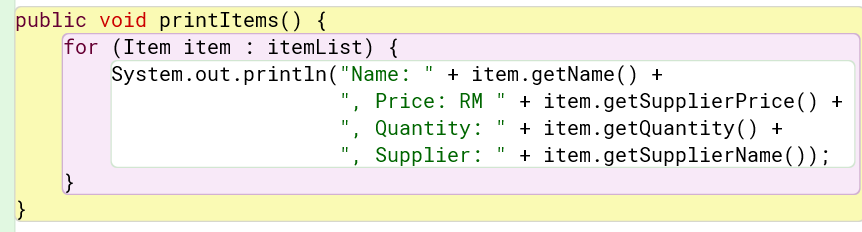 public void printItems() {
    for (Item item : itemList) {
        System.out.println("Name: " + item.getName() +
                           ", Price: RM " + item.getSupplierPrice() +
                           ", Quantity: " + item.getQuantity() +
                           ", Supplier: " + item.getSupplierName());
    }
}